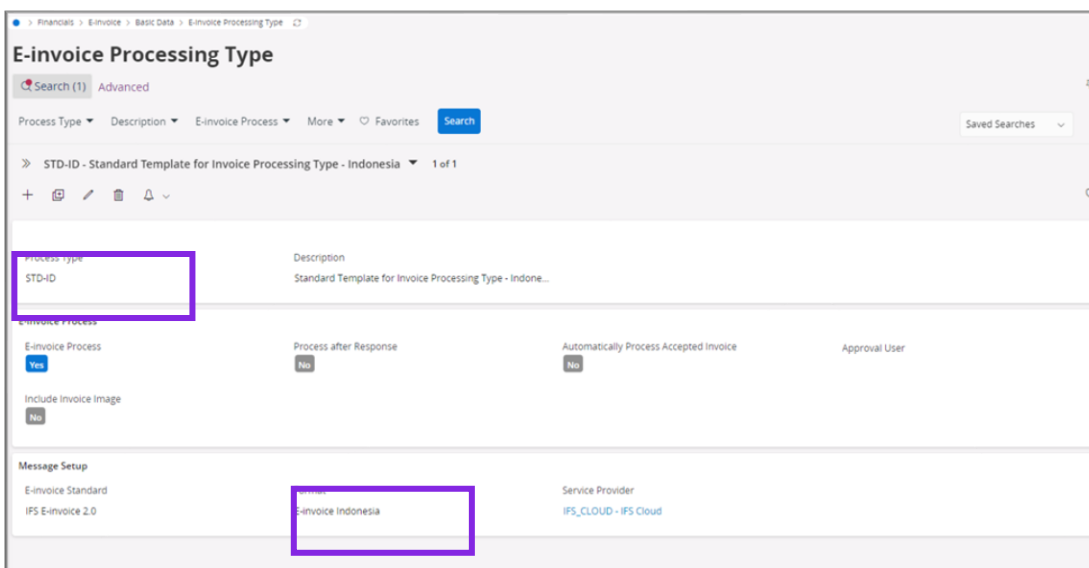 > Financials > E-invoice > Basic Data > E-Invoice Processing Type
E-invoice Processing Type
Search (1) Advanced
Process Type Description E-invoice Process More Favorites Search Saved Searches
STD-ID - Standard Template for Invoice Processing Type - Indonesia 1 of 1
Process Type Description
STD-ID Standard Template for Invoice Processing Type - Indone...
E-invoice Process
E-invoice Process Process after Response Automatically Process Accepted Invoice Approval User
Yes No No
Include Invoice Image
No
Message Setup
E-invoice Standard Format Service Provider
IFS E-invoice 2.0 E-invoice Indonesia IFS_CLOUD - IFS Cloud